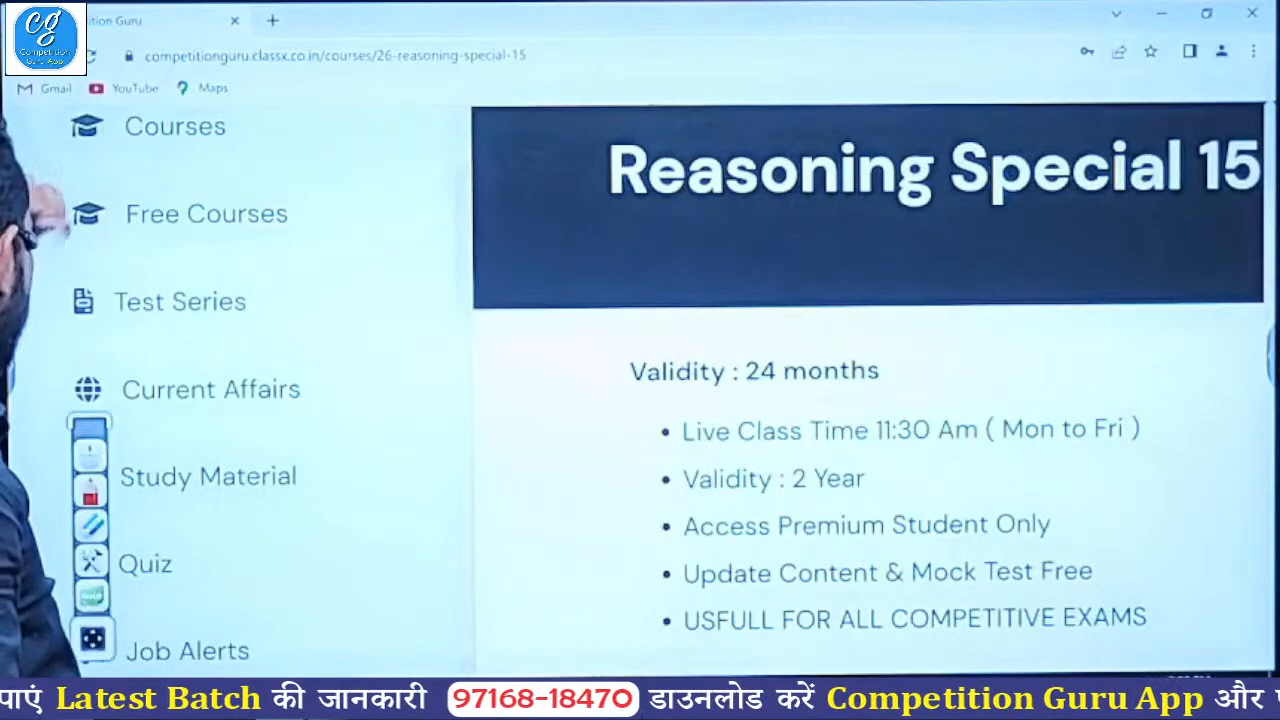 cg
Competition
Guru App
ition Guru
competitionguru.classx.co.in/courses/26-reasoning-special-15
Gmail YouTube Maps
Courses
Free Courses
Test Series
Current Affairs
Study Material
Quiz
Job Alerts
Reasoning Special 15
Validity : 24 months
• Live Class Time 11:30 Am ( Mon to Fri )
• Validity : 2 Year
• Access Premium Student Only
• Update Content & Mock Test Free
• USFULL FOR ALL COMPETITIVE EXAMS
पाएं Latest Batch की जानकारी 97168-18470 डाउनलोड करें Competition Guru App और